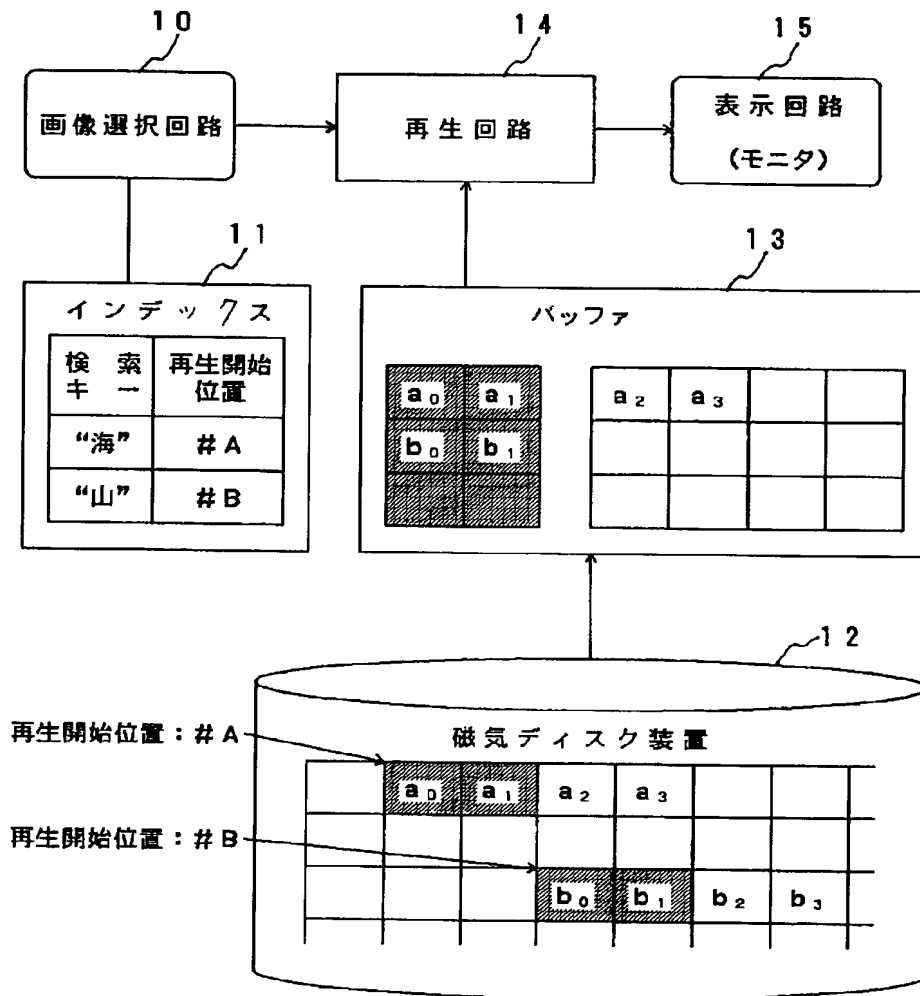 10
14
15
画像選択回路
再生回路
表示回路
(モニタ)
11
13
インデックス
検索
キー
再生開始
位置
“海”
#A
“山”
#B
バッファ
a₀ a₁
b₀ b₁
a₂ a₃
12
磁気ディスク装置
再生開始位置:#A
a₀ a₁ a₂ a₃
再生開始位置:#B
b₀ b₁ b₂ b₃